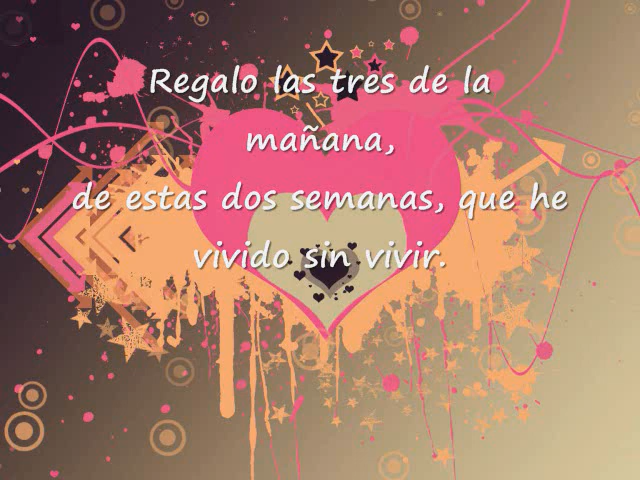 Regalo las tres de la
mañana,
de estas dos semanas, que he
vivido sin vivir.